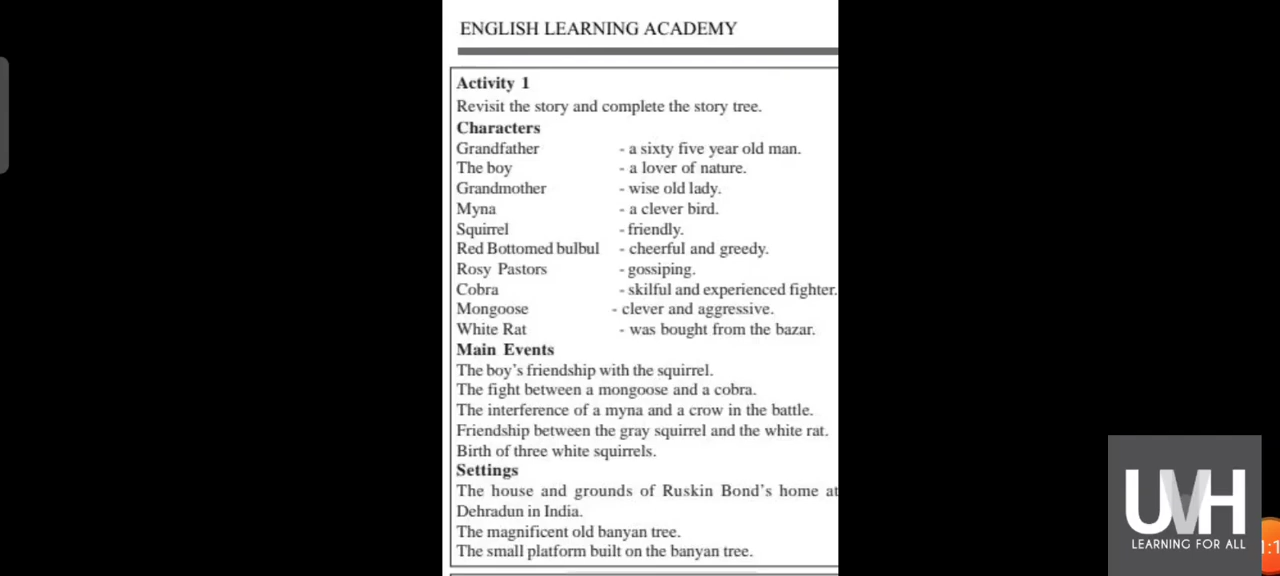 ENGLISH LEARNING ACADEMY
Activity 1
Revisit the story and complete the story tree.
Characters
Grandfather - a sixty five year old man.
The boy - a lover of nature.
Grandmother - wise old lady.
Myna - a clever bird.
Squirrel - friendly.
Red Bottomed bulbul - cheerful and greedy.
Rosy Pastors - gossiping.
Cobra - skilful and experienced fighter.
Mongoose - clever and aggressive.
White Rat - was bought from the bazar.
Main Events
The boy's friendship with the squirrel.
The fight between a mongoose and a cobra.
The interference of a myna and a crow in the battle.
Friendship between the gray squirrel and the white rat.
Birth of three white squirrels.
Settings
The house and grounds of Ruskin Bond's home at
Dehradun in India.
The magnificent old banyan tree.
The small platform built on the banyan tree.
UVH
LEARNING FOR ALL